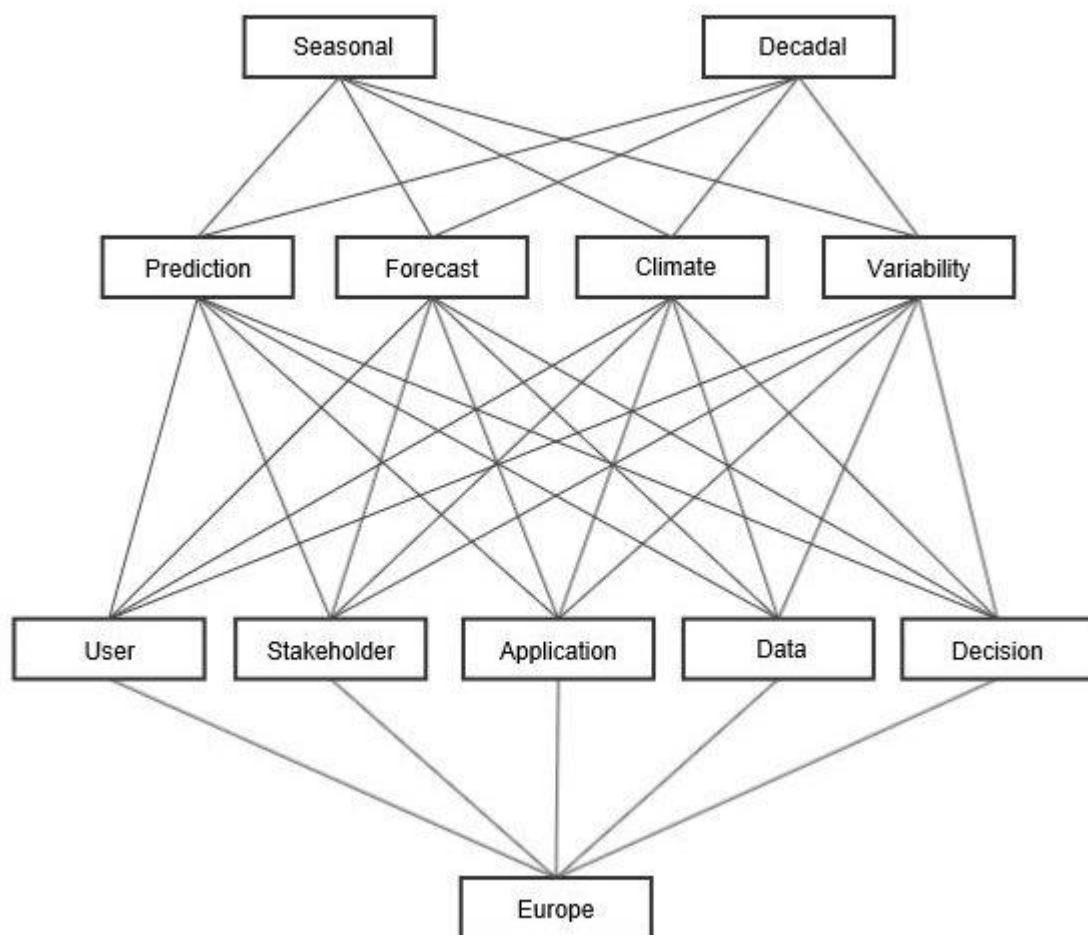 Seasonal
Decadal
Prediction
Forecast
Climate
Variability
User
Stakeholder
Application
Data
Decision
Europe